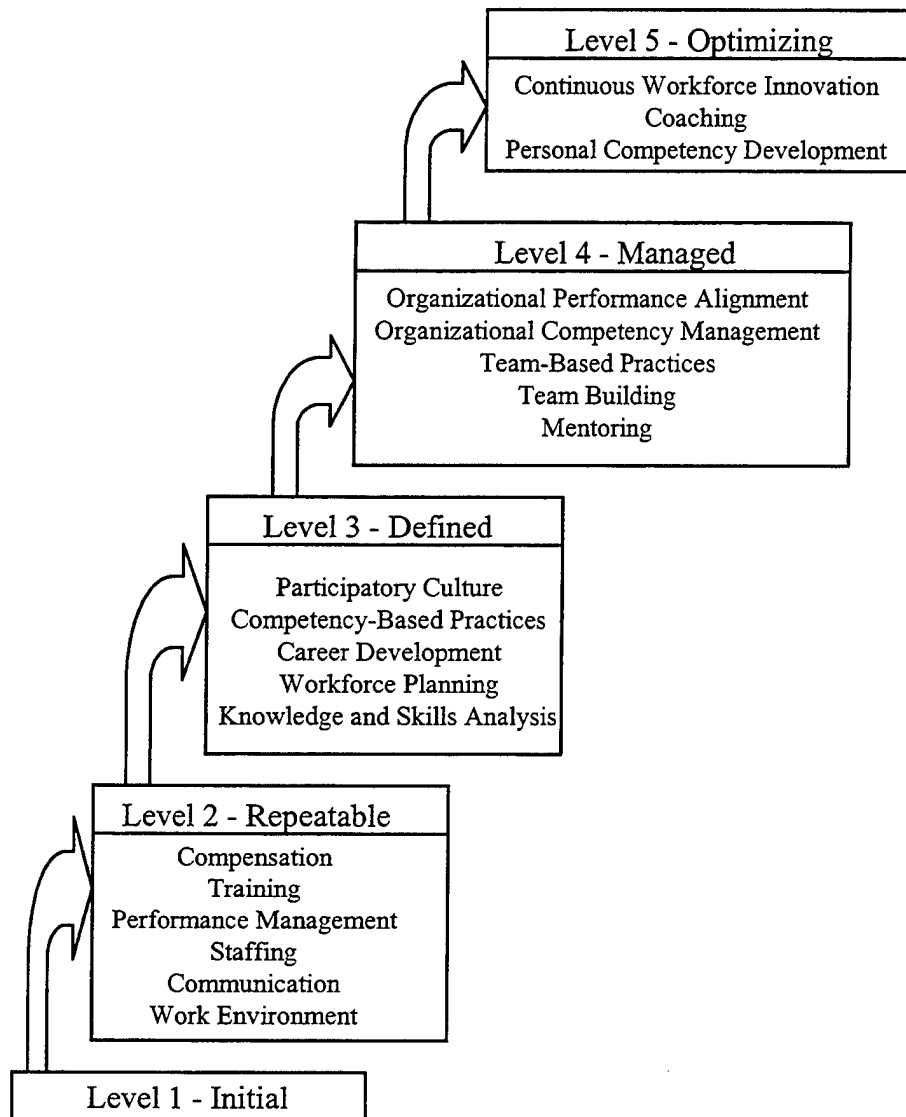 Level 5 - Optimizing
Continuous Workforce Innovation
Coaching
Personal Competency Development
Level 4 - Managed
Organizational Performance Alignment
Organizational Competency Management
Team-Based Practices
Team Building
Mentoring
Level 3 - Defined
Participatory Culture
Competency-Based Practices
Career Development
Workforce Planning
Knowledge and Skills Analysis
Level 2 - Repeatable
Compensation
Training
Performance Management
Staffing
Communication
Work Environment
Level 1 - Initial